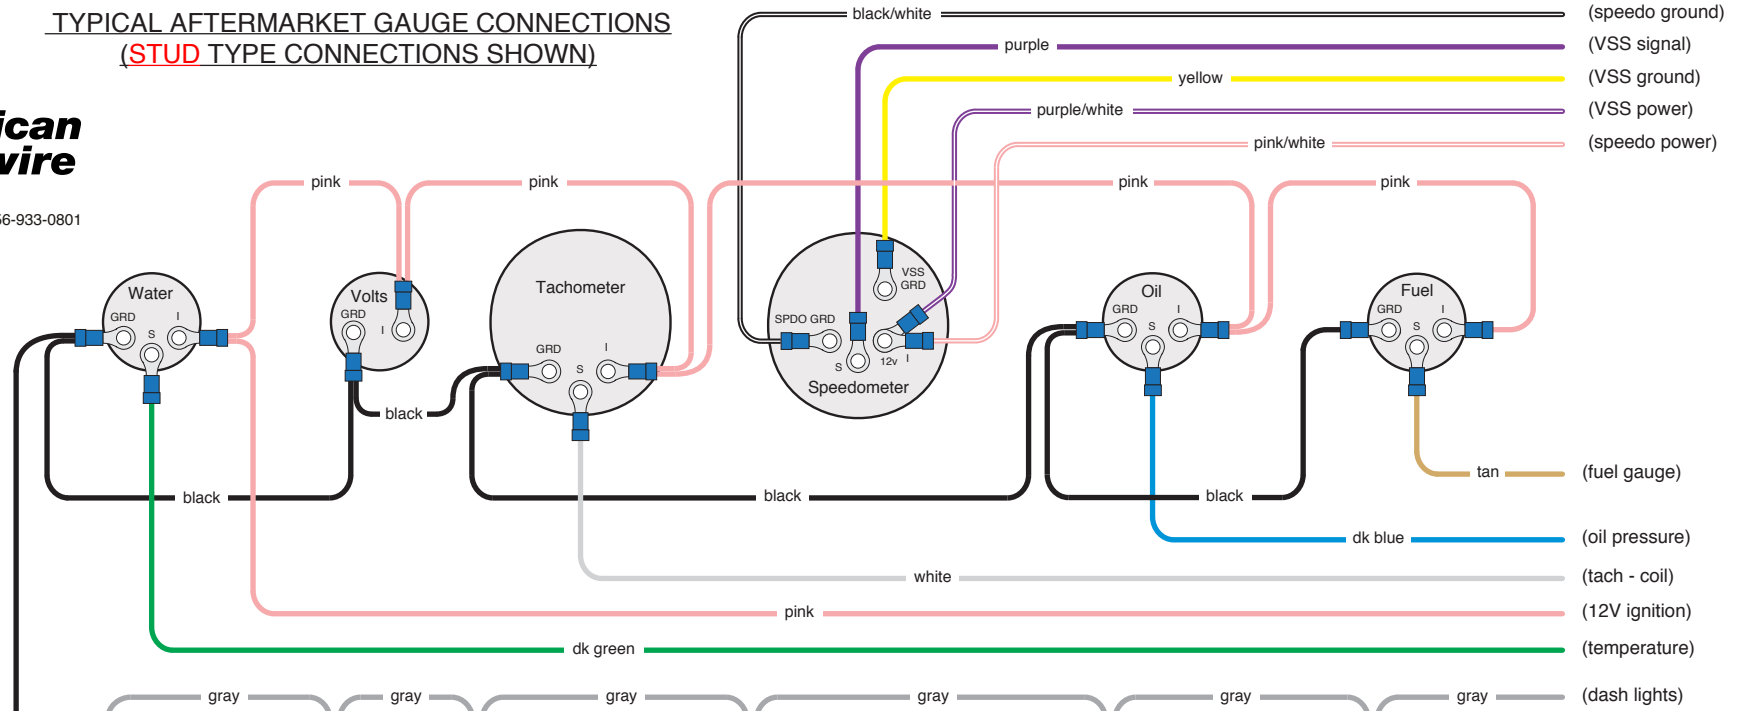 TYPICAL AFTERMARKET GAUGE CONNECTIONS
(STUD TYPE CONNECTIONS SHOWN)
black/white
(speedo ground)
purple
(VSS signal)
yellow
(VSS ground)
purple/white
(VSS power)
pink/white
(speedo power)
ican
wire
56-933-0801
pink
pink
pink
pink
Water
GRD
S
I
Volts
GRD
I
Tachometer
GRD
S
I
VSS
GRD
SPDO GRD
S
12v
I
Speedometer
Oil
GRD
S
I
Fuel
GRD
S
I
black
black
black
black
tan
(fuel gauge)
dk blue
(oil pressure)
white
(tach - coil)
pink
(12V ignition)
dk green
(temperature)
gray
gray
gray
gray
gray
gray
(dash lights)